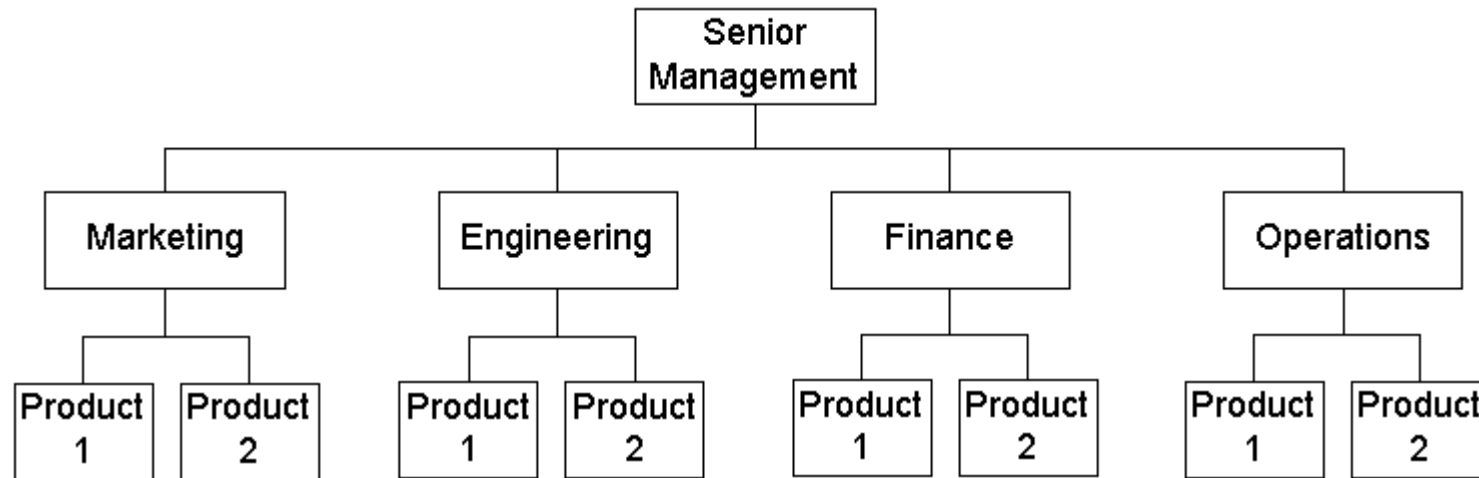 Senior
Management
Marketing
Engineering
Finance
Operations
Product
1
Product
2
Product
1
Product
2
Product
1
Product
2
Product
1
Product
2